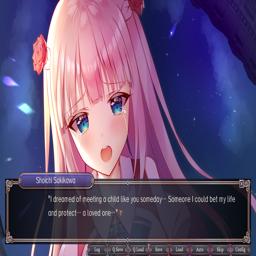 Shoichi Sakikawa
"I dreamed of meeting a child like you someday… Someone I could bet my life
and protect… a loved one…"
Log Q.Save Q.Load Save Load Auto Skip Config